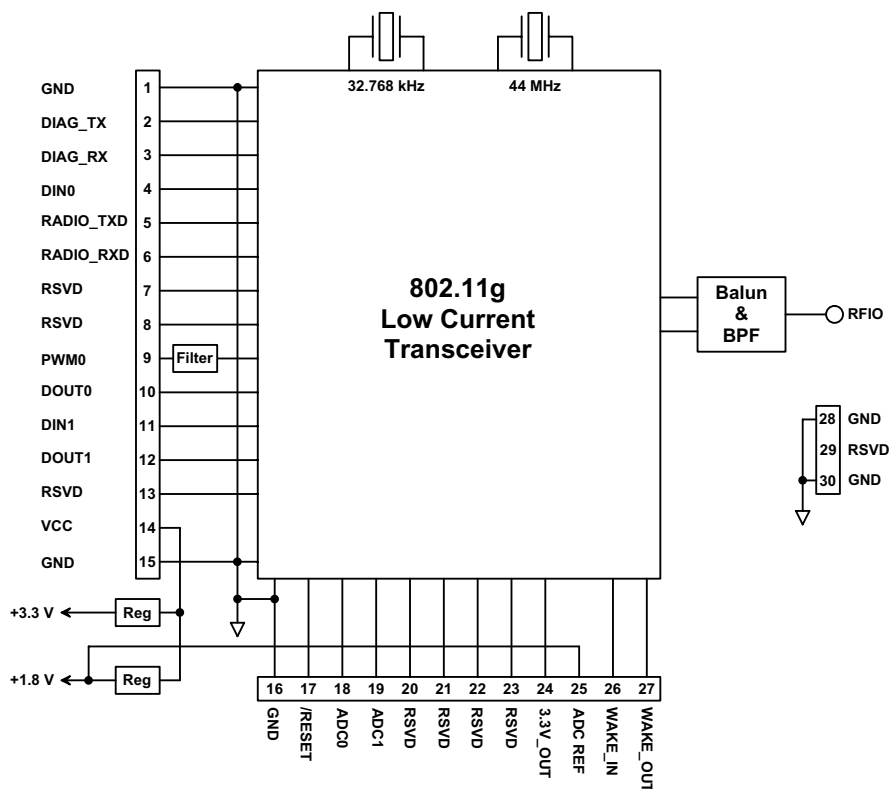 32.768 kHz
44 MHz
GND 1
DIAG_TX 2
DIAG_RX 3
DIN0 4
RADIO_TXD 5
RADIO_RXD 6
RSVD 7
RSVD 8
PWM0 9 Filter
DOUT0 10
DIN1 11
DOUT1 12
RSVD 13
VCC 14
GND 15
802.11g
Low Current
Transceiver
Balun
&
BPF
RFIO
28 GND
29 RSVD
30 GND
+3.3 V Reg
+1.8 V Reg
16 17 18 19 20 21 22 23 24 25 26 27
GND
/RESET
ADC0
ADC1
RSVD
RSVD
RSVD
RSVD
3.3V_OUT
ADC REF
WAKE_IN
WAKE_OUT